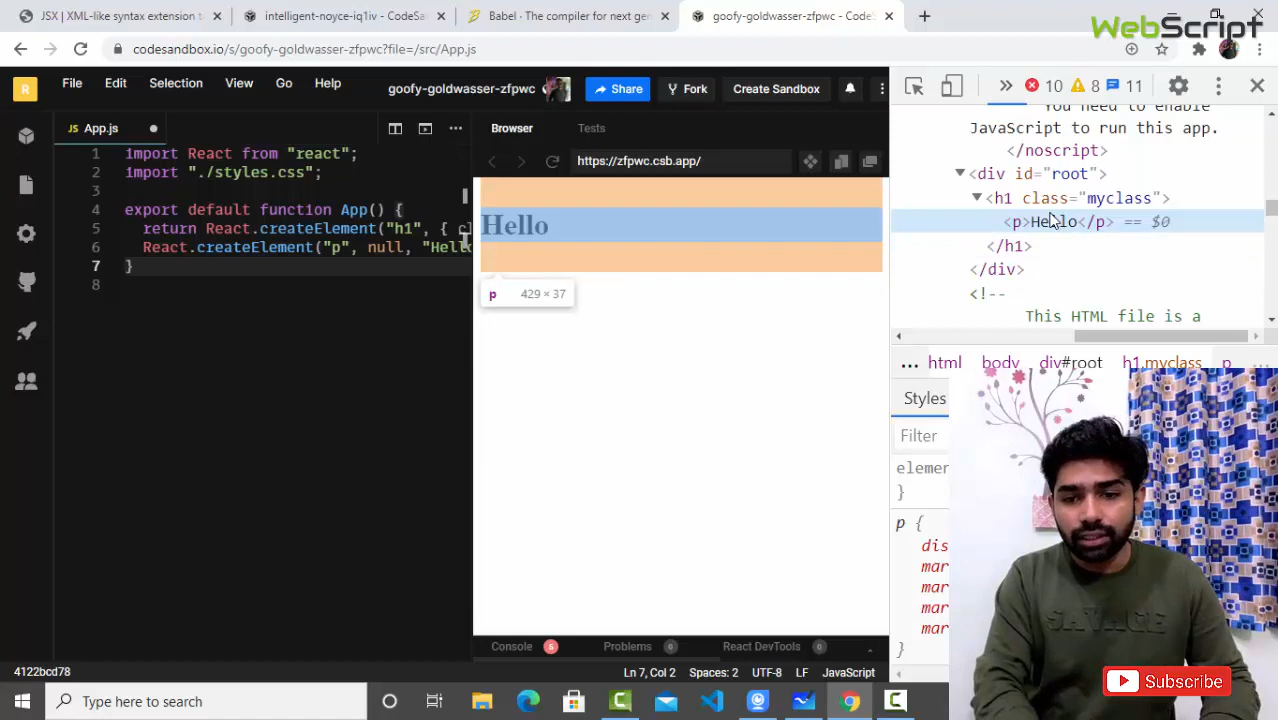 JSX | XML-like syntax extension t
intelligent-noyce-iq1iv - CodeSa
Babel · The compiler for next gen
goofy-goldwasser-zfpwc - CodeS
WebScript
codesandbox.io/s/goofy-goldwasser-zfpwc?file=/src/App.js
R
File
Edit
Selection
View
Go
Help
goofy-goldwasser-zfpwc
Share
Fork
Create Sandbox
10
8
11
App.js
Browser
Tests
https://zfpwc.csb.app/
1 import React from "react";
2 import "./styles.css";
3
4 export default function App() {
5 return React.createElement("h1", { c
6 React.createElement("p", null, "Hello
7 }
8
Hello
p 429 × 37
You need to enable
JavaScript to run this app.
</noscript>
<div id="root">
<h1 class="myclass">
<p>Hello</p> == $0
</h1>
</div>
<!--
This HTML file is a
... html body div#root h1.myclass p ...
Styles
Filter
elemen
}
p {
dis
mar
mar
mar
mar
}
SAVAGE
Console 5
Problems 0
React DevTools 0
4122bcd78
Ln 7, Col 2
Spaces: 2
UTF-8
LF
JavaScript
Subscribe
Type here to search